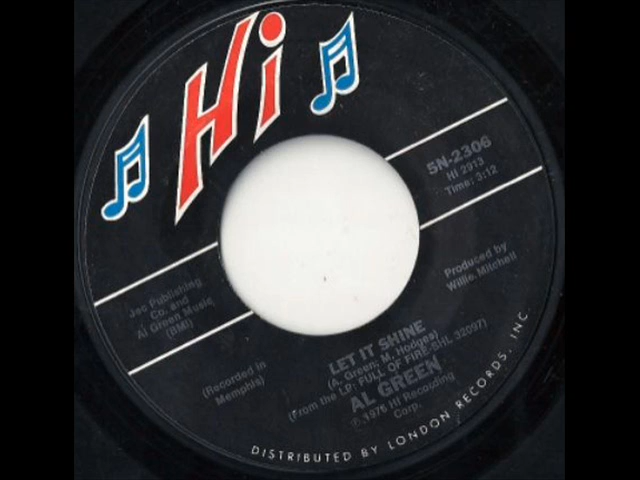 Hi
5N-2306
HI 2913
Time: 3:12
Jec Publishing
Co. and
Al Green Music
(BMI)
Produced by
Willie Mitchell
(Recorded in
Memphis)
LET IT SHINE
(A. Green, M. Hodges)
(From the LP: FULL OF FIRE-SHL 32097)
AL GREEN
℗ 1976 HI Recording
Corp.
DISTRIBUTED BY LONDON RECORDS, INC.